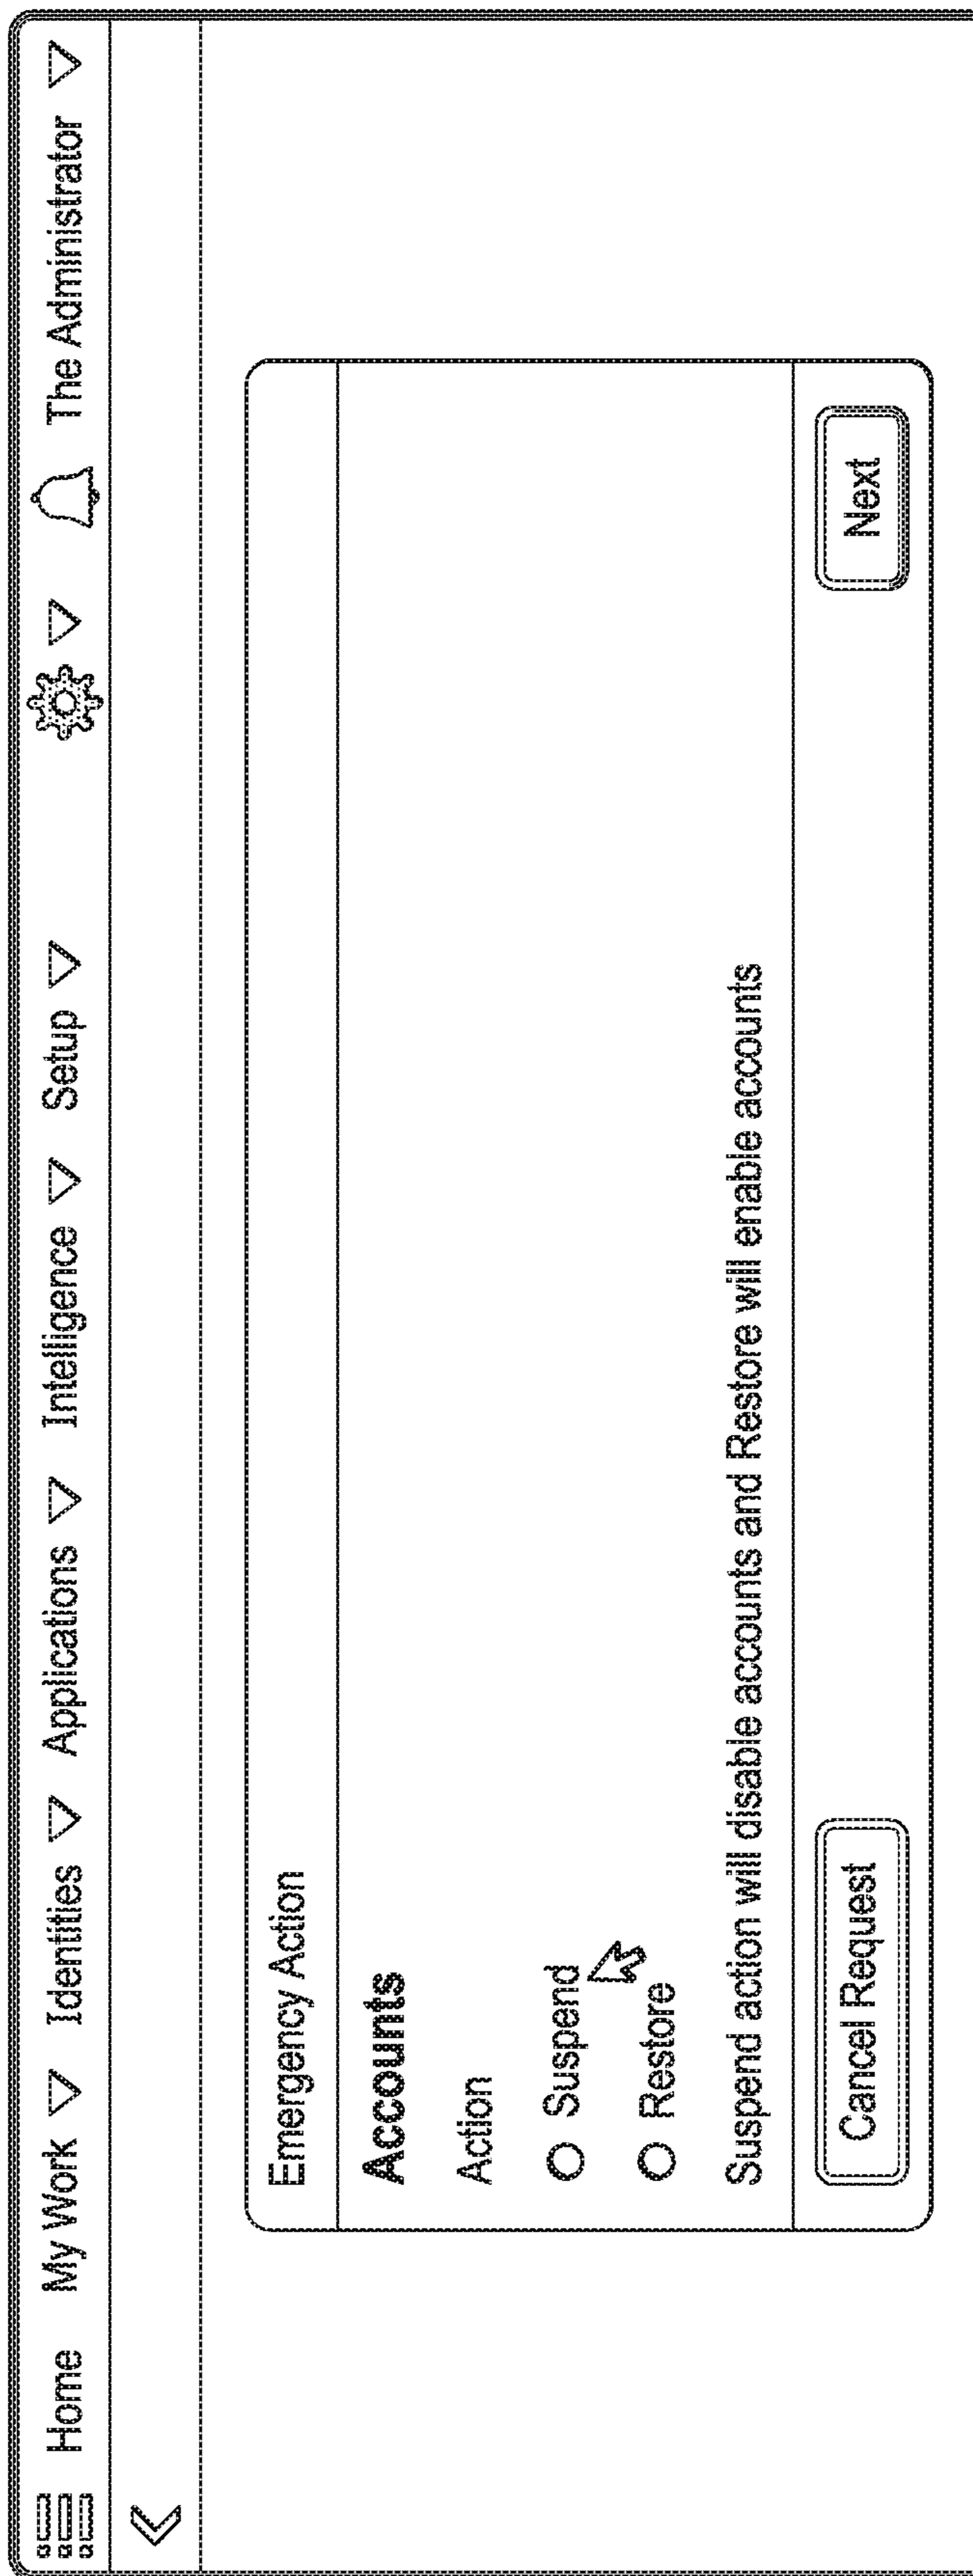 Home My Work Identities Applications Intelligence Setup The Administrator
Emergency Action
Accounts
Action
Suspend
Restore
Suspend action will disable accounts and Restore will enable accounts
Cancel Request Next